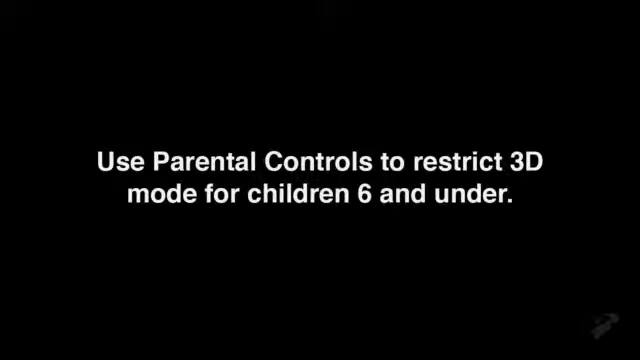 Use Parental Controls to restrict 3D
mode for children 6 and under.